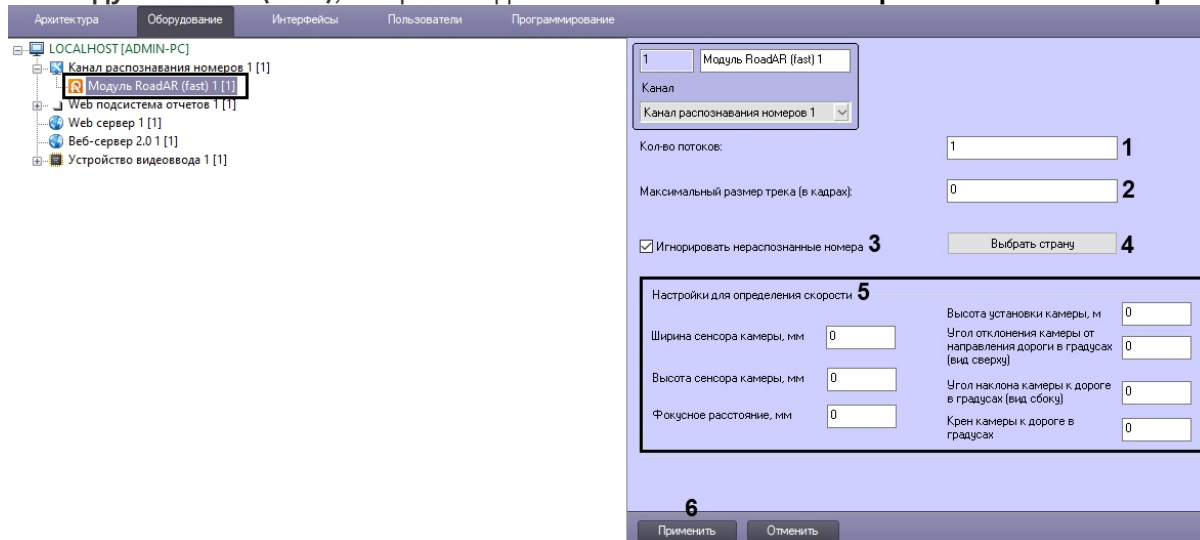 Архитектура Оборудование Интерфейсы Пользователи Программирование
LOCALHOST [ADMIN-PC]
Канал распознавания номеров 1 [1]
Модуль RoadAR (fast) 1 [1]
Web подсистема отчетов 1 [1]
Web сервер 1 [1]
Веб-сервер 2.0 1 [1]
Устройство видеоввода 1 [1]
1 Модуль RoadAR (fast) 1
Канал
Канал распознавания номеров 1
Кол-во потоков: 1 1
Максимальный размер трека (в кадрах): 0 2
Игнорировать нераспознанные номера 3 Выбрать страну 4
Настройки для определения скорости 5
Ширина сенсора камеры, мм 0
Высота сенсора камеры, мм 0
Фокусное расстояние, мм 0
Высота установки камеры, м 0
Угол отклонения камеры от
направления дороги в градусах 0
(вид сверху)
Угол наклона камеры к дороге 0
в градусах (вид сбоку)
Крен камеры к дороге в 0
градусах
6
Применить Отменить